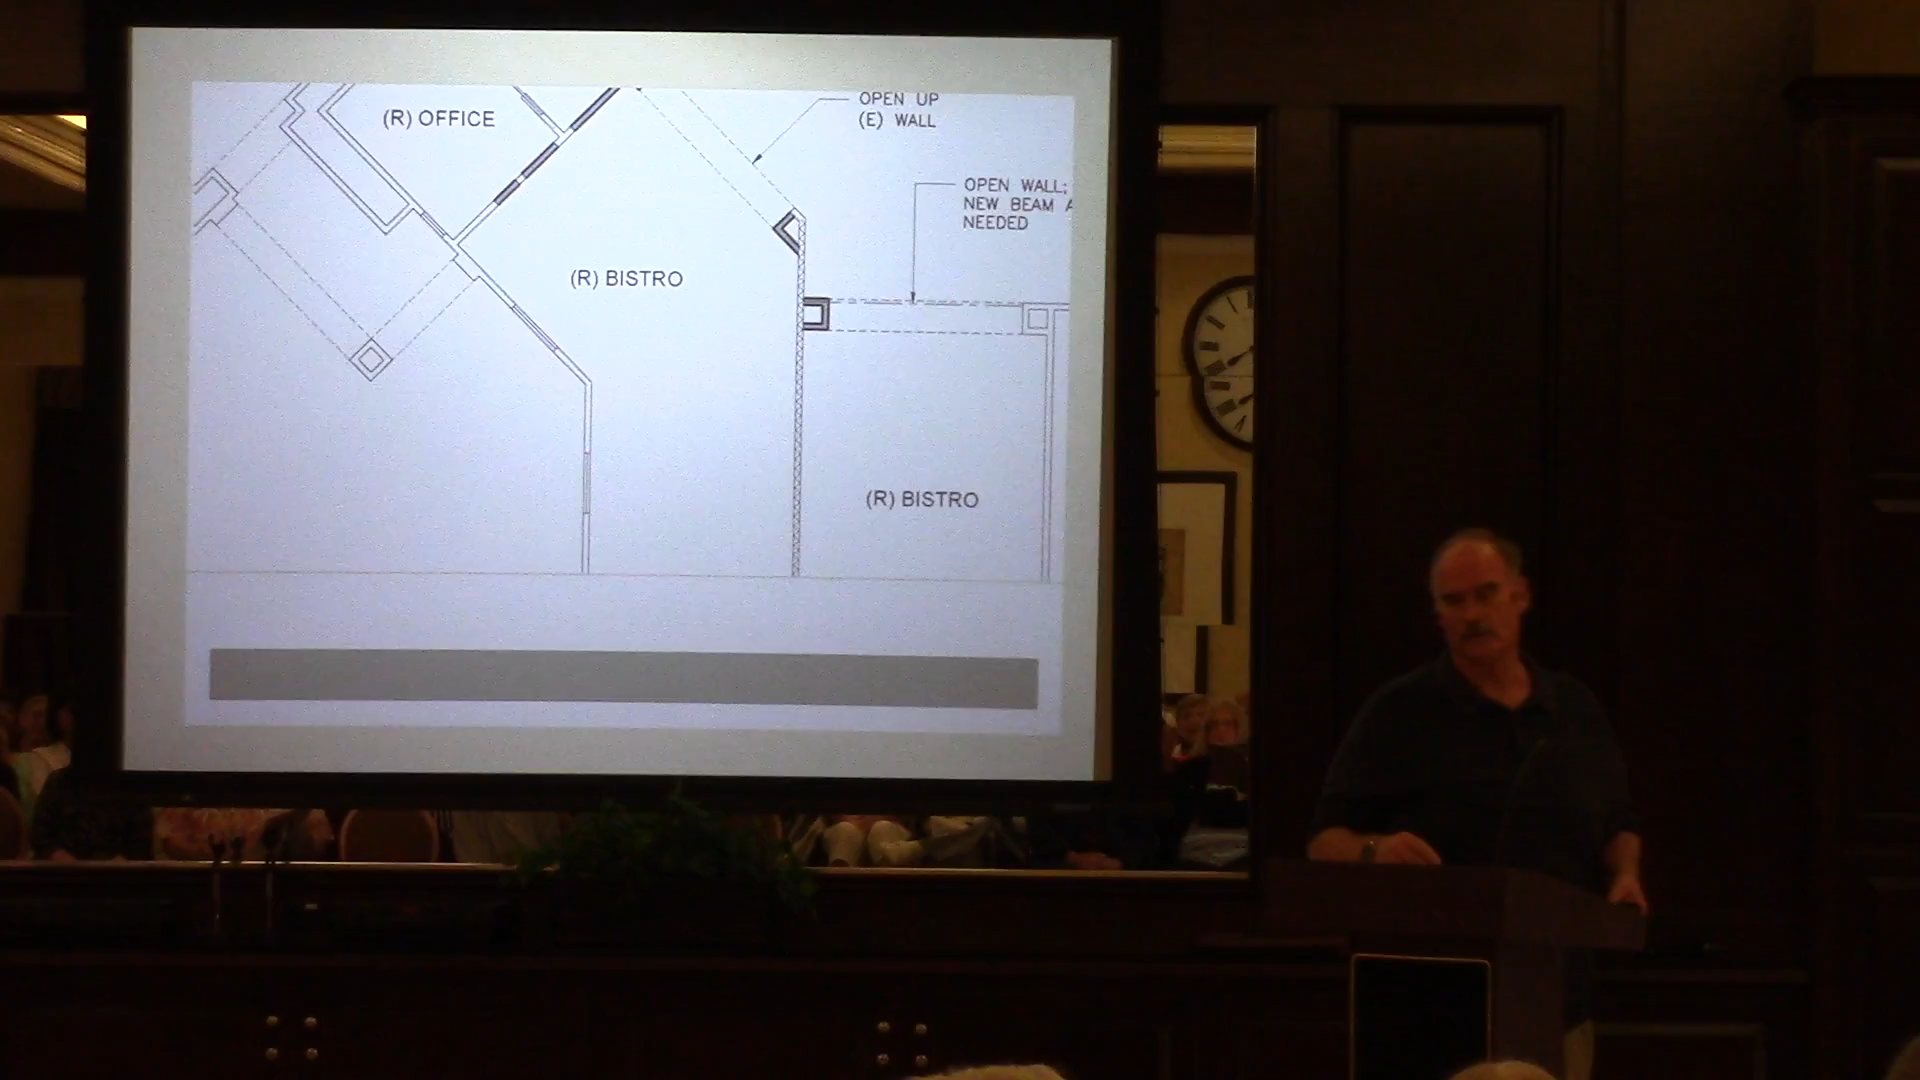 (R) OFFICE
OPEN UP
(E) WALL
OPEN WALL;
NEW BEAM A
NEEDED
(R) BISTRO
(R) BISTRO